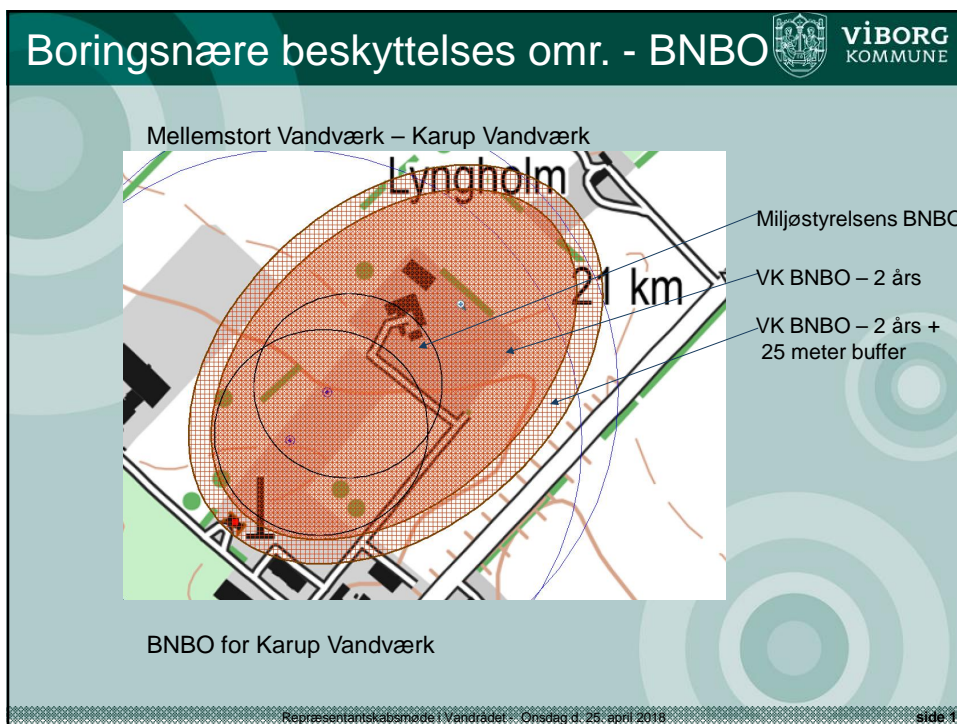 Boringsnære beskyttelses omr. - BNBO
VIBORG
KOMMUNE
Mellemstort Vandværk – Karup Vandværk
Lyngholm
21 km
Miljøstyrelsens BNBO
VK BNBO – 2 års
VK BNBO – 2 års +
25 meter buffer
BNBO for Karup Vandværk
Repræsentantskabsmøde i Vandrådet - Onsdag d. 25. april 2018
side 1